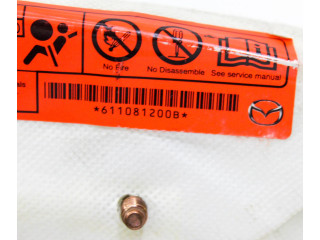 No Fire
No Disassemble
See service manual
*611081200B*